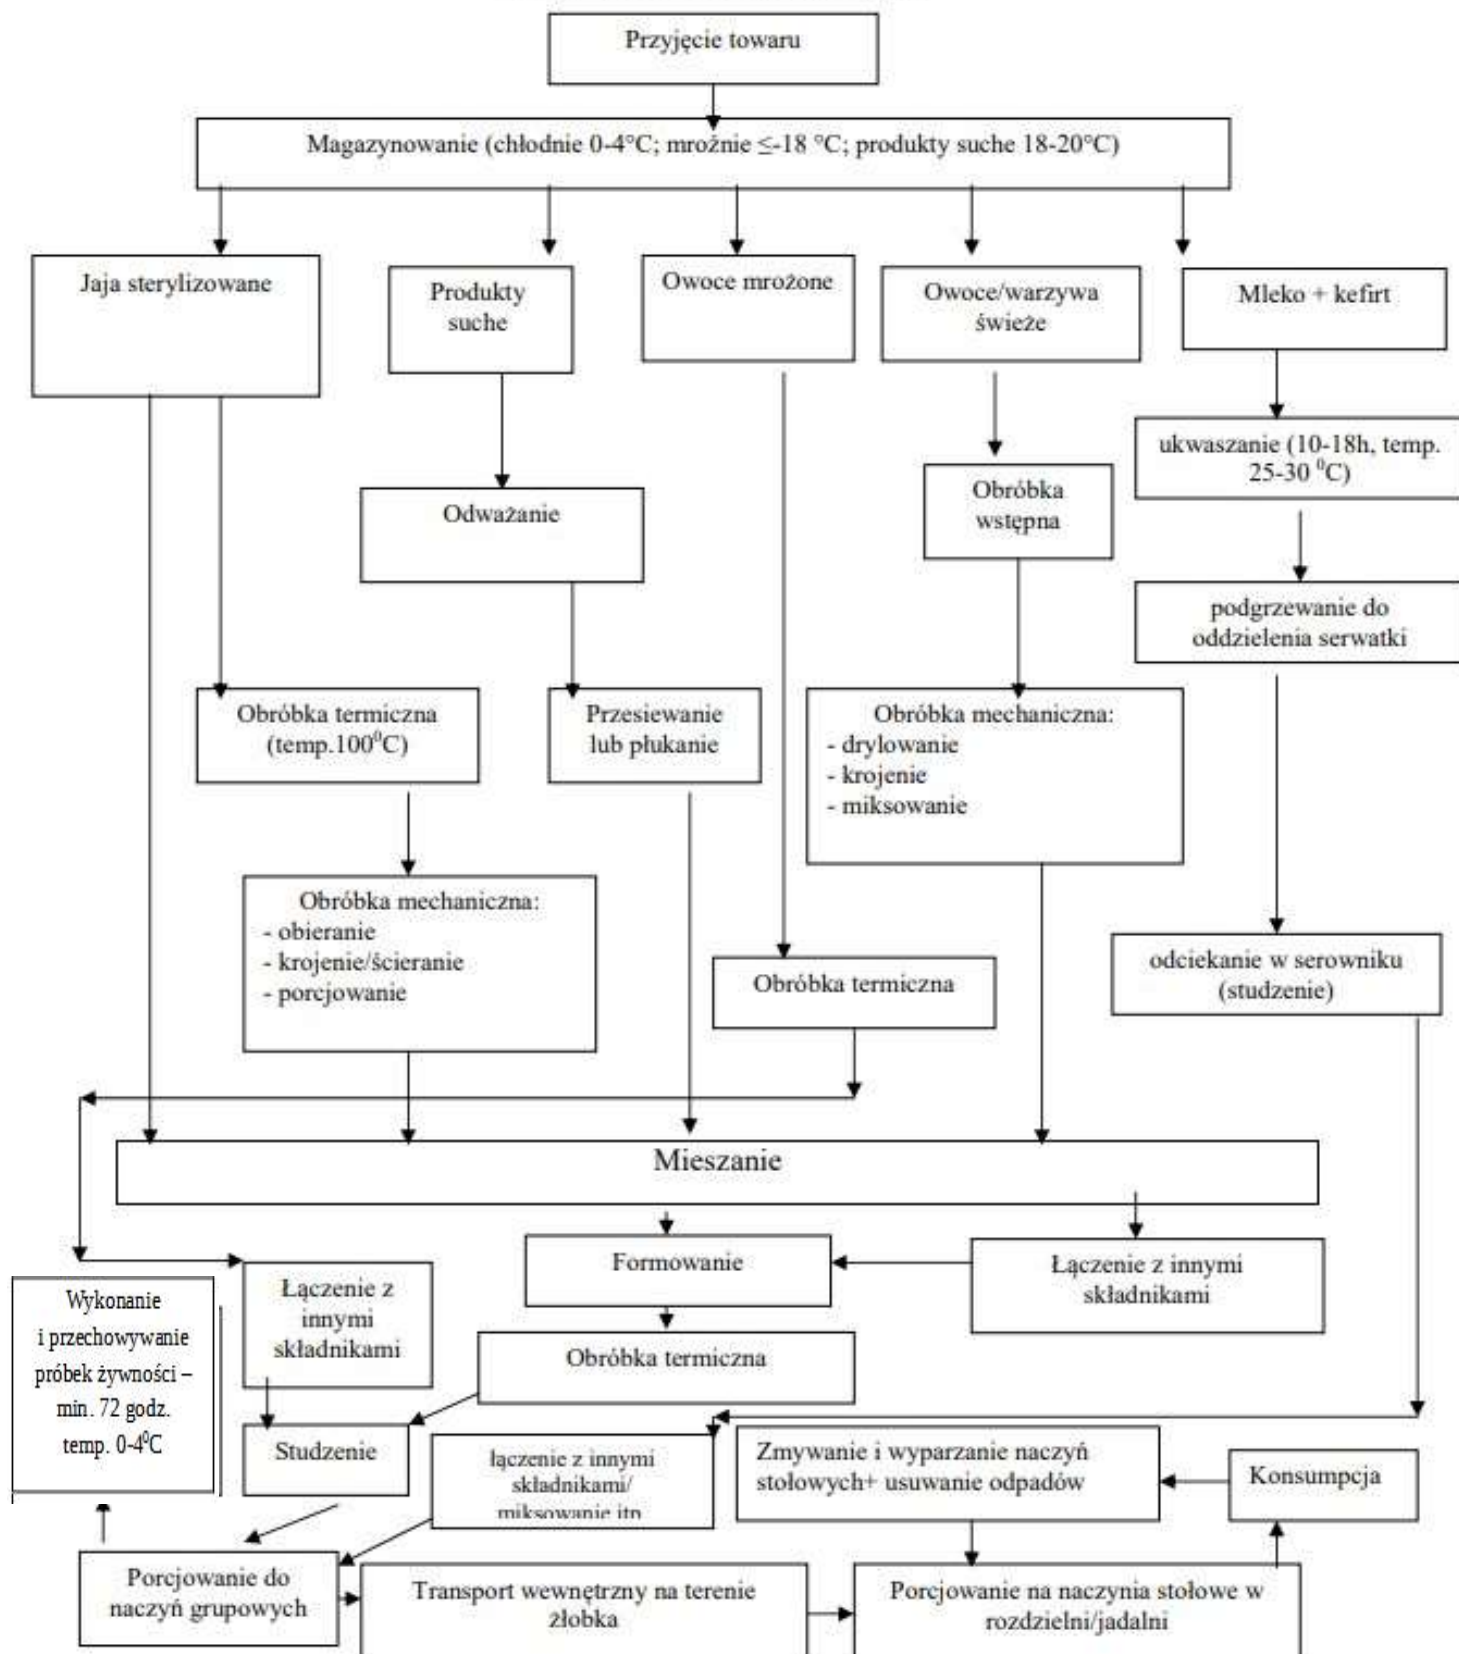 Przyjęcie towaru
Magazynowanie (chłodnie 0-4°C; mroźnie ≤-18 °C; produkty suche 18-20°C)
Jaja sterylizowane
Produkty
suche
Owoce mrożone
Owoce/warzywa
świeże
Mleko + kefirt
ukwaszanie (10-18h, temp.
25-30 ⁰C)
Odważanie
Obróbka
wstępna
podgrzewanie do
oddzielenia serwatki
Obróbka termiczna
(temp.100⁰C)
Przesiewanie
lub płukanie
Obróbka mechaniczna:
- drylowanie
- krojenie
- miksowanie
Obróbka mechaniczna:
- obieranie
- krojenie/ścieranie
- porcjowanie
Obróbka termiczna
odciekanie w serowniku
(studzenie)
Mieszanie
Formowanie
Łączenie z innymi
składnikami
Łączenie z
innymi
składnikami
Wykonanie
i przechowywanie
próbek żywności –
min. 72 godz.
temp. 0-4⁰C
Obróbka termiczna
Studzenie
łączenie z innymi
składnikami/
miksowanie itp
Zmywanie i wyparzanie naczyń
stołowych+ usuwanie odpadów
Konsumpcja
Porcjowanie do
naczyń grupowych
Transport wewnętrzny na terenie
żłobka
Porcjowanie na naczynia stołowe w
rozdzielni/jadalni